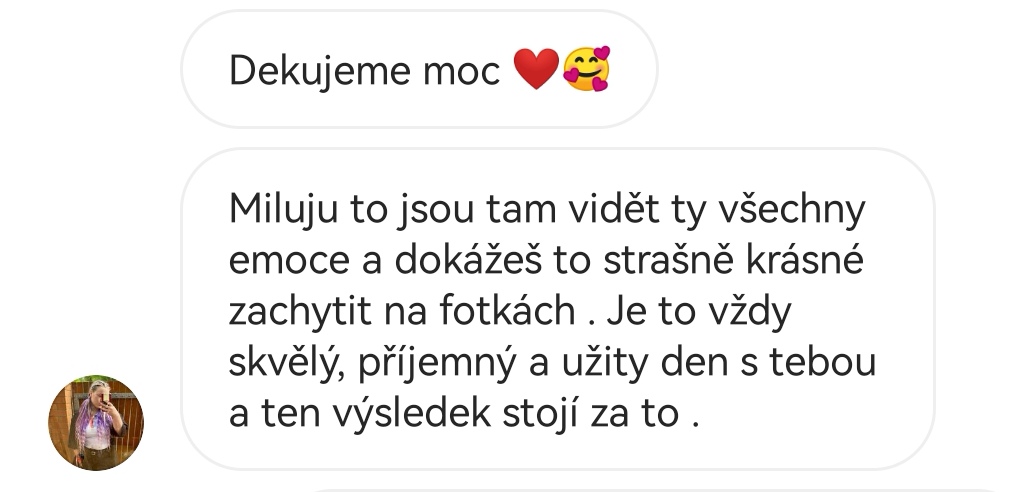 Dekujeme moc ❤️🥰
Miluju to jsou tam vidět ty všechny
emoce a dokážeš to strašně krásné
zachytit na fotkách . Je to vždy
skvělý, příjemný a užity den s tebou
a ten výsledek stojí za to .